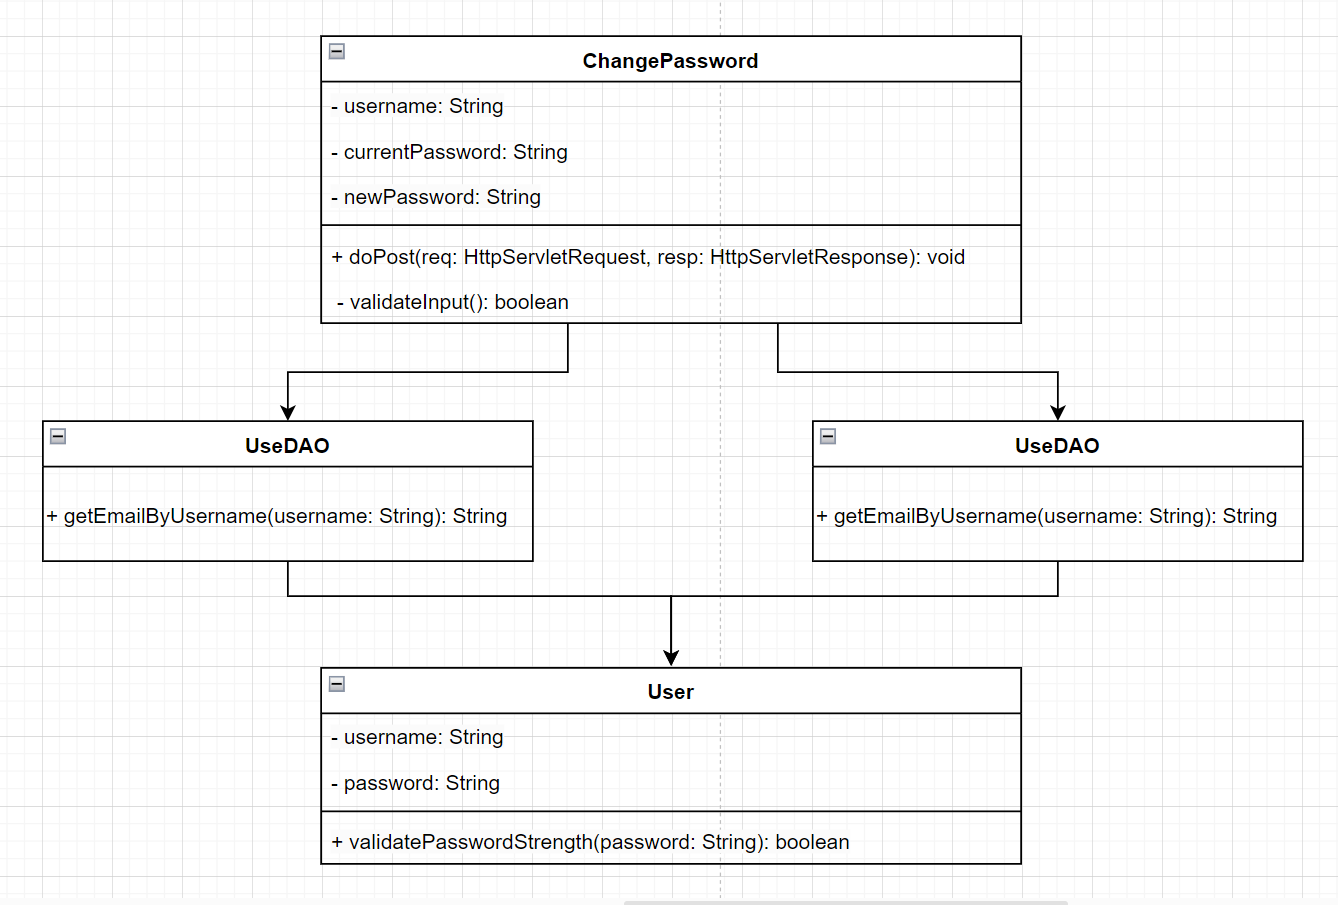 ChangePassword
- username: String
- currentPassword: String
- newPassword: String
+ doPost(req: HttpServletRequest, resp: HttpServletResponse): void
- validateInput(): boolean
UseDAO
+ getEmailByUsername(username: String): String
UseDAO
+ getEmailByUsername(username: String): String
User
- username: String
- password: String
+ validatePasswordStrength(password: String): boolean